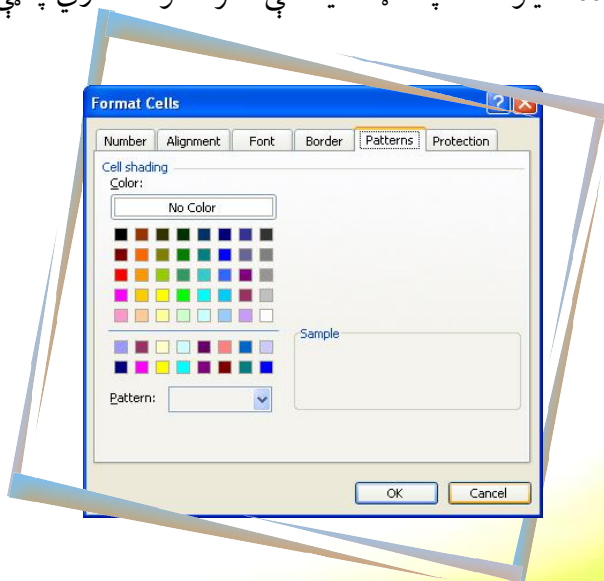 Format Cells
Number Alignment Font Border Patterns Protection
Cell shading
Color:
No Color
Sample
Pattern:
OK Cancel